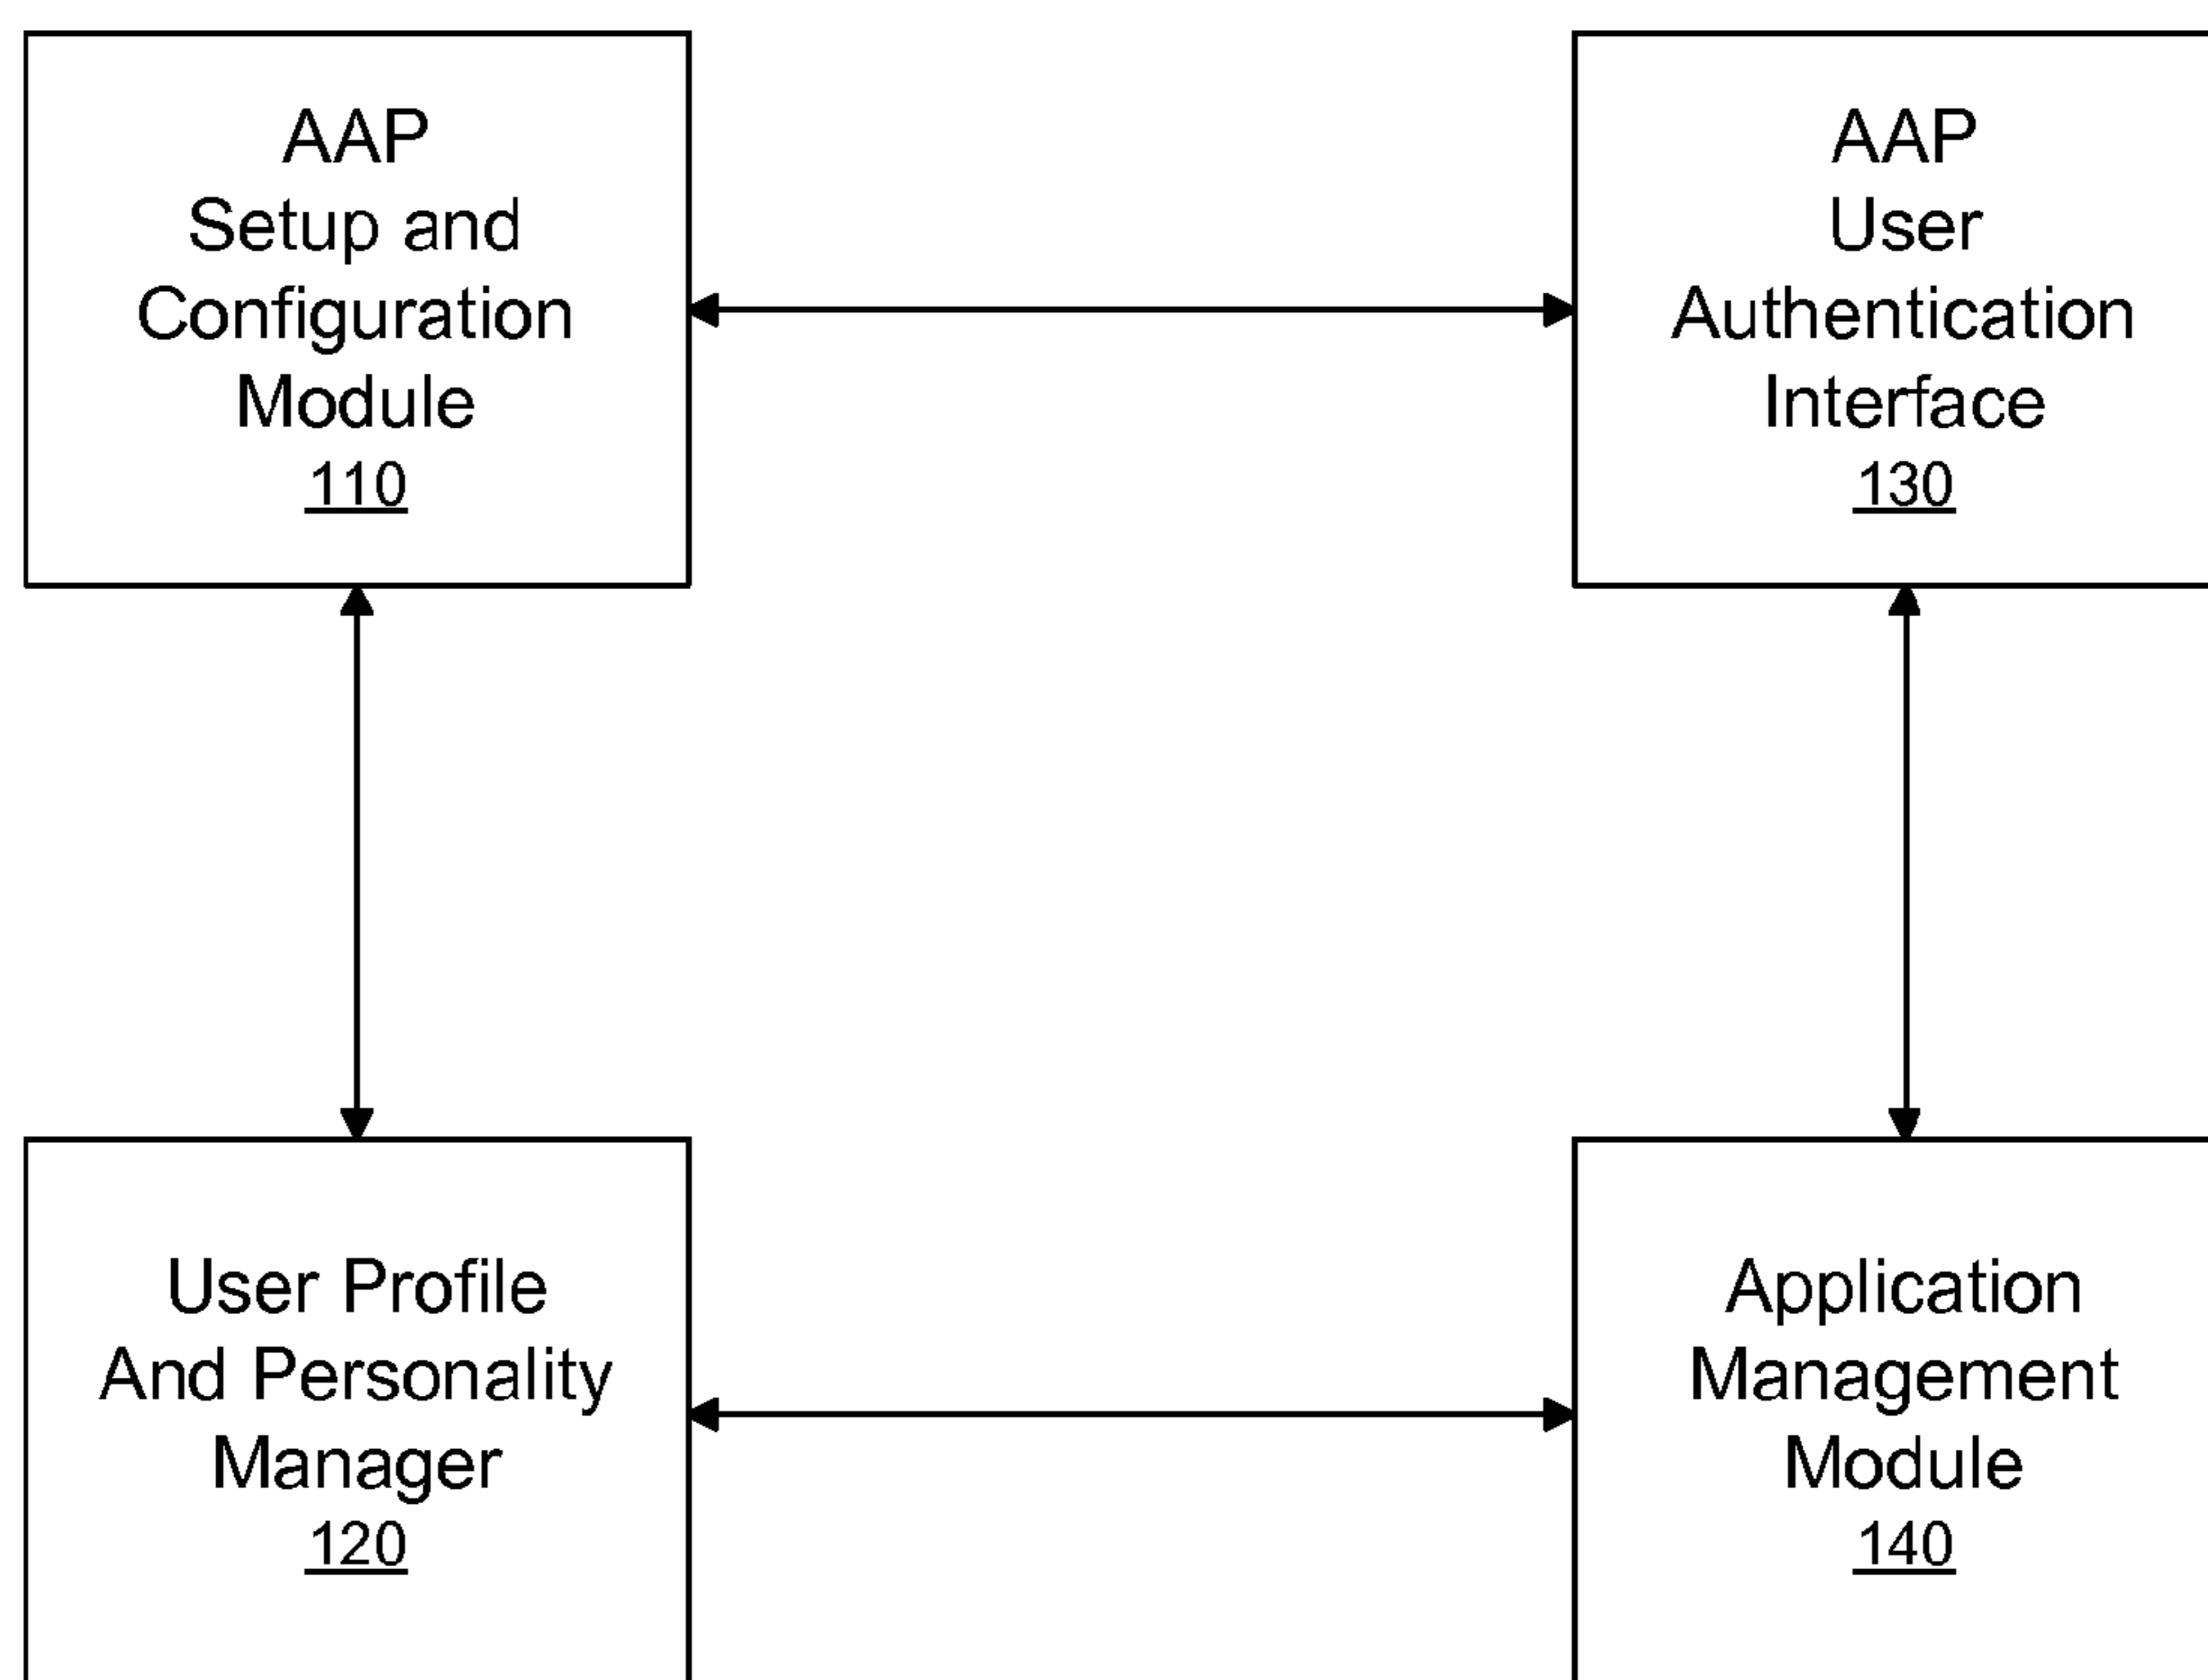 AAP
Setup and
Configuration
Module
110
AAP
User
Authentication
Interface
130
User Profile
And Personality
Manager
120
Application
Management
Module
140